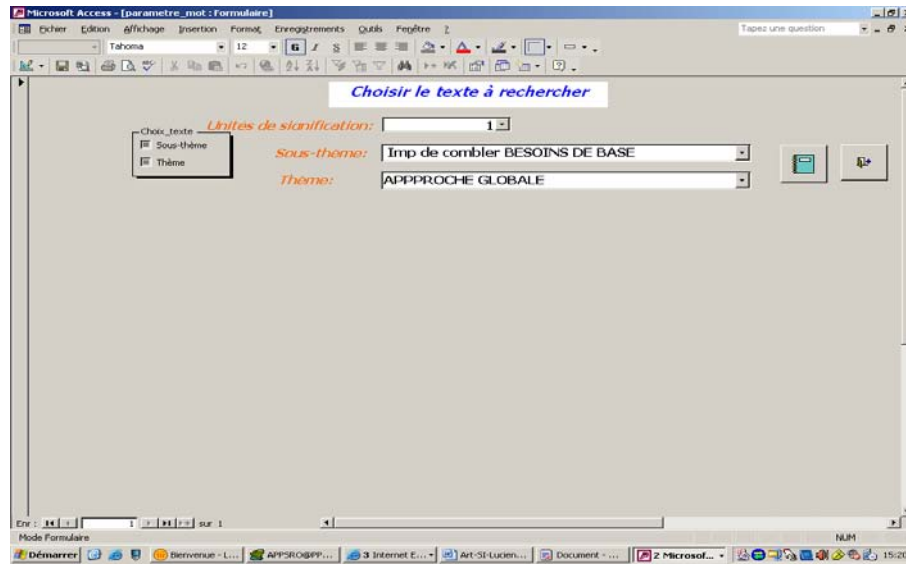 Microsoft Access - [parametre_mot : Formulaire]
Fichier Edition Affichage Insertion Format Enregistrements Outils Fenêtre ? Tapez une question
Tahoma 12 G I S
Choisir le texte à rechercher
Unités de signification: 1
Choix_texte
Sous-thème
Thème
Sous-thème: Imp de combler BESOINS DE BASE
Thème: APPPROCHE GLOBALE
Enr : 1 sur 1
Mode Formulaire NUM
Démarrer Bienvenue - L... APPSRO@PP... 3 Internet E... Art-SI-Lucien... Document - ... 2 Microsof... 15:20